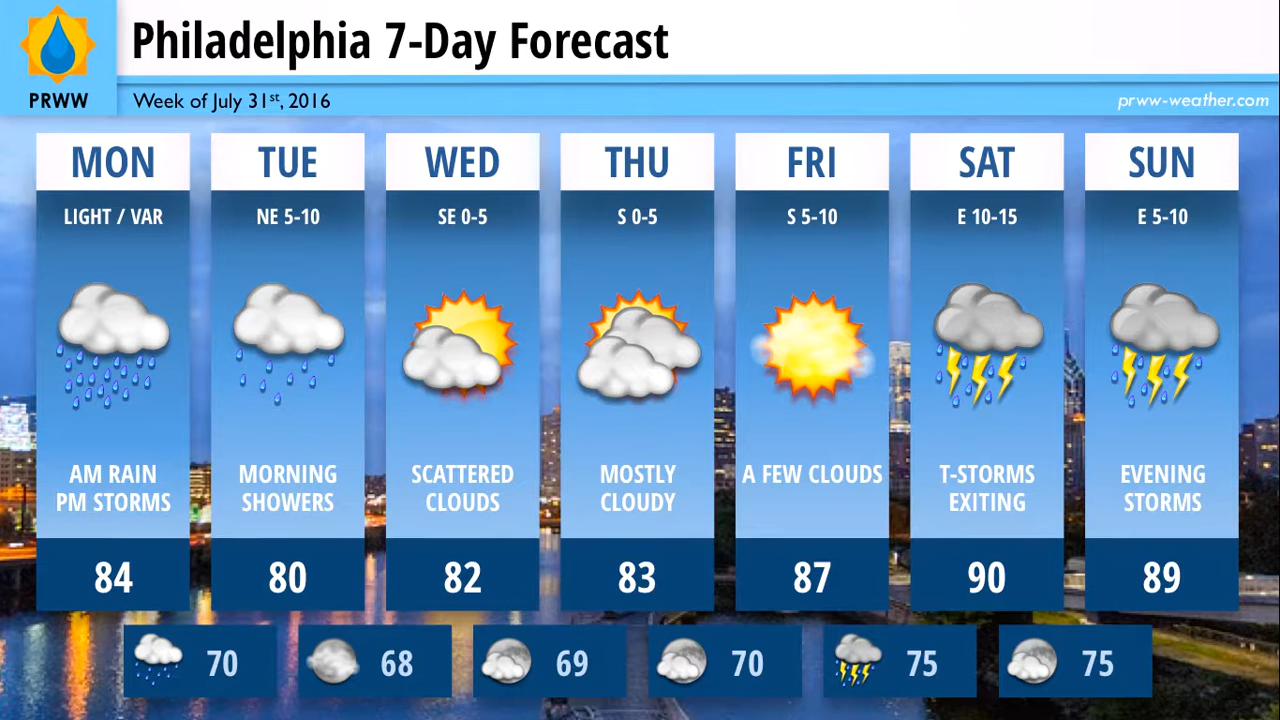 Philadelphia 7-Day Forecast
PRWW
Week of July 31st, 2016
prww-weather.com
MON TUE WED THU FRI SAT SUN
LIGHT / VAR NE 5-10 SE 0-5 S 0-5 S 5-10 E 10-15 E 5-10
AM RAIN MORNING SCATTERED MOSTLY A FEW CLOUDS T-STORMS EVENING
PM STORMS SHOWERS CLOUDS CLOUDY EXITING STORMS
84 80 82 83 87 90 89
70 68 69 70 75 75